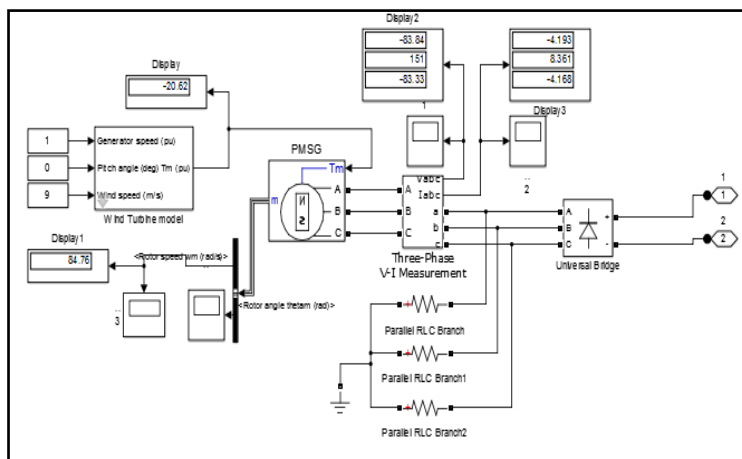 Display2
-83.84
151
-83.33
-4.193
8.361
-4.168
Display3
Display
-20.62
1
1
Generator speed (pu)
0
Pitch angle (deg) Tm (pu)
9
Wind speed (m/s)
Wind Turbine model
PMSG
Tm
m
A
B
C
N
S
A
B
C
Vabc
Iabc
a
b
c
Three-Phase
V-I Measurement
..
2
A
B
C
+
-
Universal Bridge
1
1
2
2
Display1
84.76
<Rotor speed wm (rad/s)>
..
3
<Rotor angle thetam (rad)>
+
Parallel RLC Branch
+
Parallel RLC Branch1
+
Parallel RLC Branch2